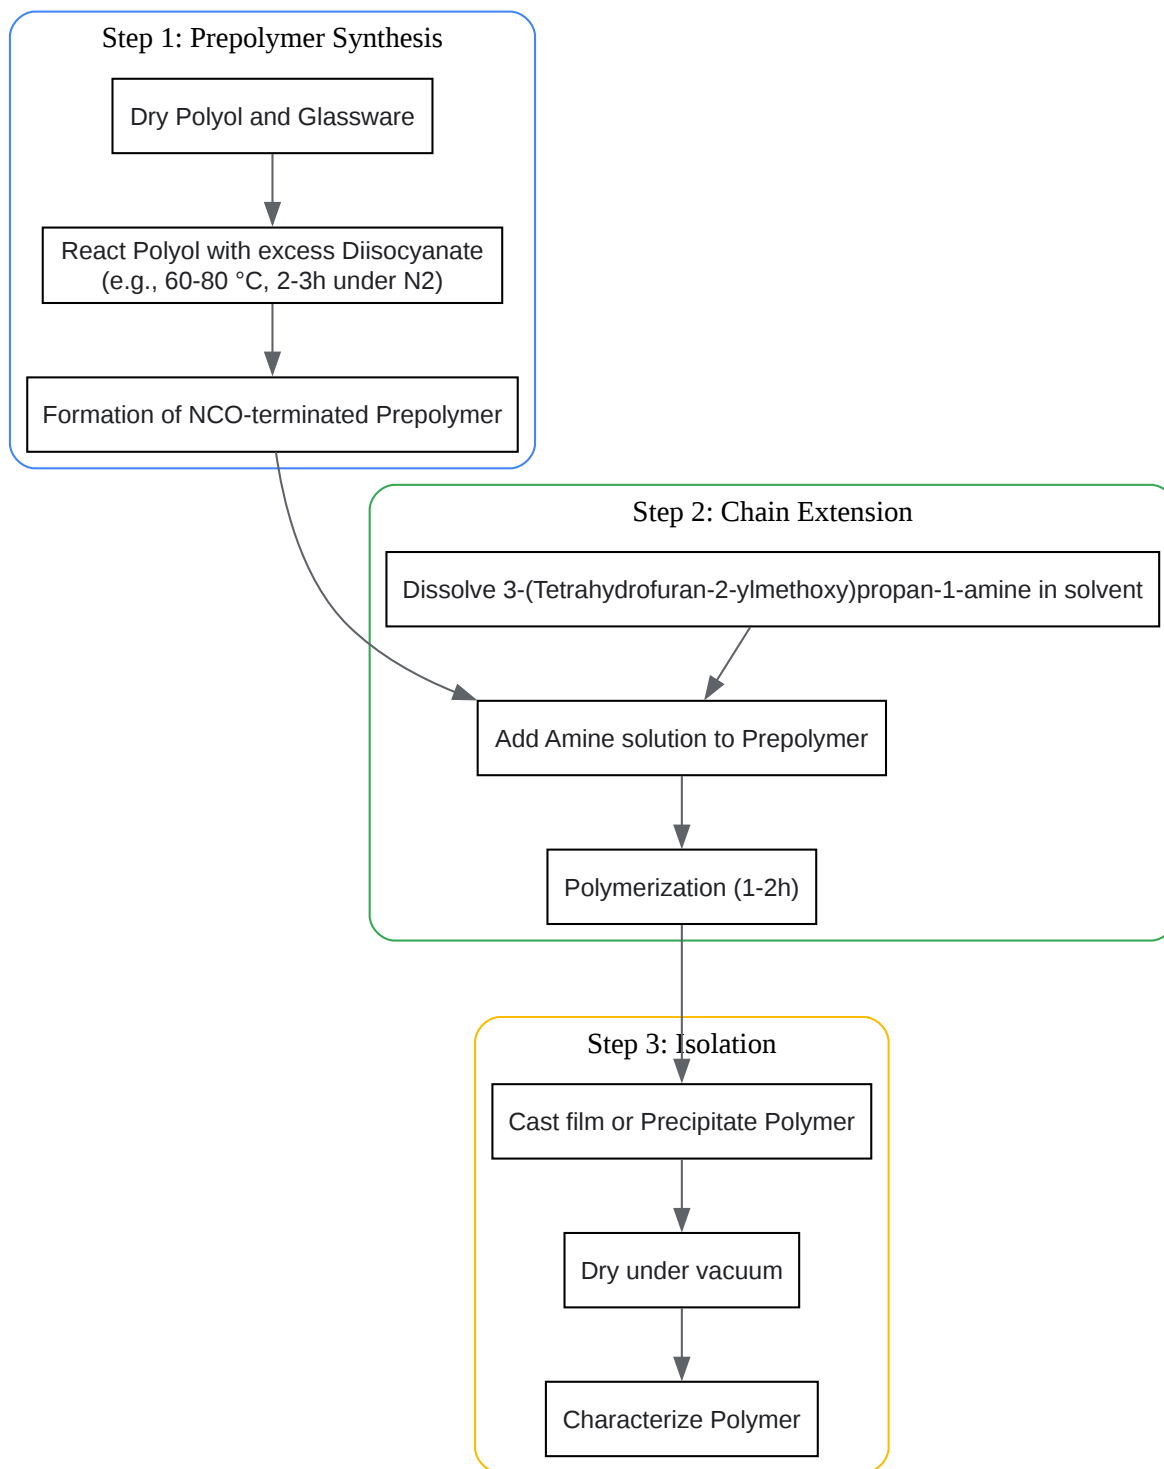 Step 1: Prepolymer Synthesis
Dry Polyol and Glassware
React Polyol with excess Diisocyanate
(e.g., 60-80 °C, 2-3h under N2)
Formation of NCO-terminated Prepolymer
Step 2: Chain Extension
Dissolve 3-(Tetrahydrofuran-2-ylmethoxy)propan-1-amine in solvent
Add Amine solution to Prepolymer
Polymerization (1-2h)
Step 3: Isolation
Cast film or Precipitate Polymer
Dry under vacuum
Characterize Polymer